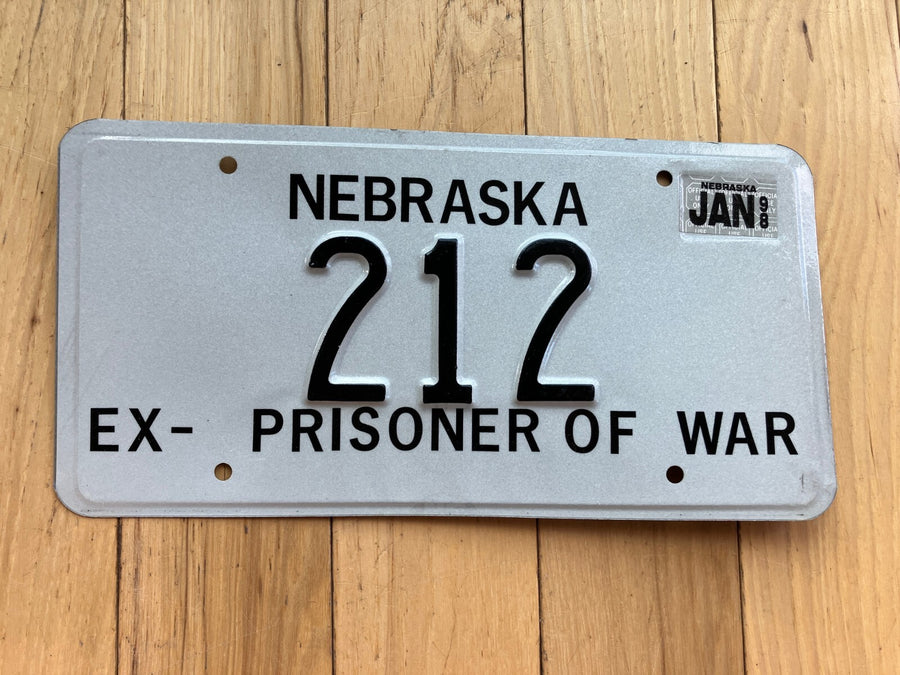 NEBRASKA
NEBRASKA
JAN 98
212
EX- PRISONER OF WAR